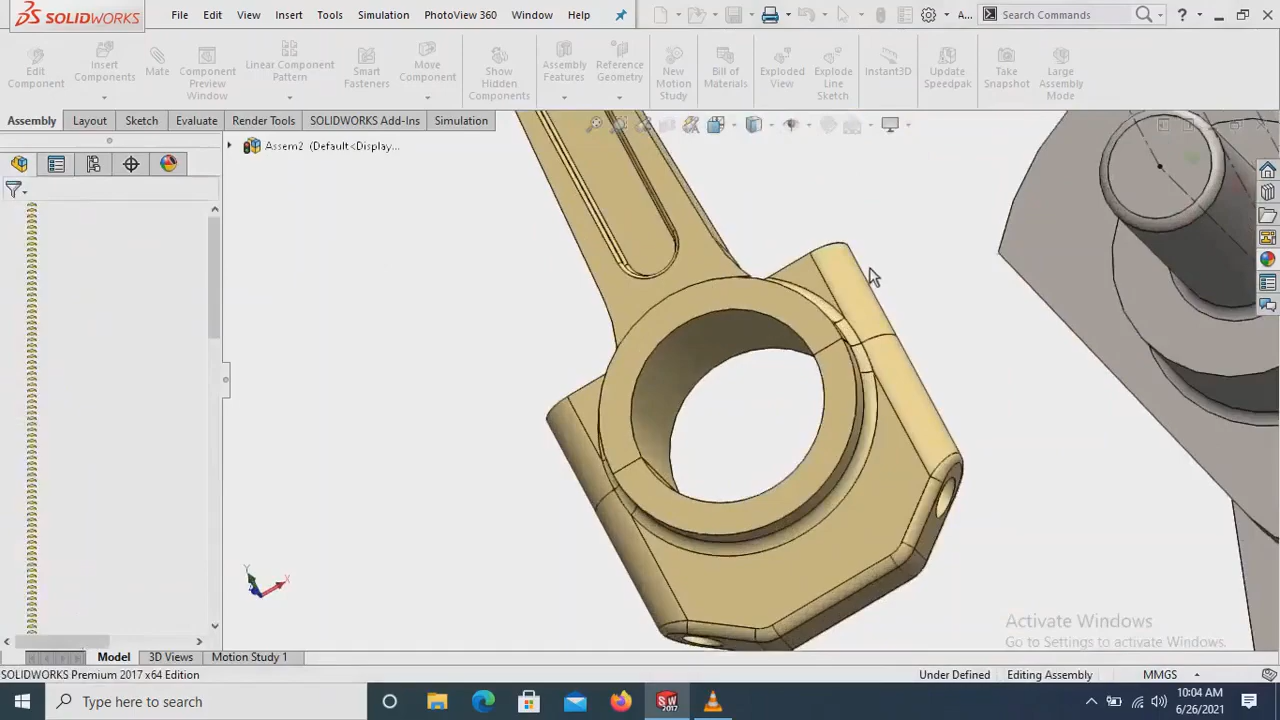 SOLIDWORKS File Edit View Insert Tools Simulation PhotoView 360 Window Help A... Search Commands ?
Edit Component Insert Components Mate Component Preview Window Linear Component Pattern Smart Fasteners Move Component Show Hidden Components Assembly Features Reference Geometry New Motion Study Bill of Materials Exploded View Explode Line Sketch Instant3D Update Speedpak Take Snapshot Large Assembly Mode
Assembly Layout Sketch Evaluate Render Tools SOLIDWORKS Add-Ins Simulation
Assem2 (Default<Display...
Y
X
Z
Activate Windows
Go to Settings to activate Windows.
Model 3D Views Motion Study 1
SOLIDWORKS Premium 2017 x64 Edition Under Defined Editing Assembly MMGS
Type here to search SW 2017 10:04 AM
6/26/2021